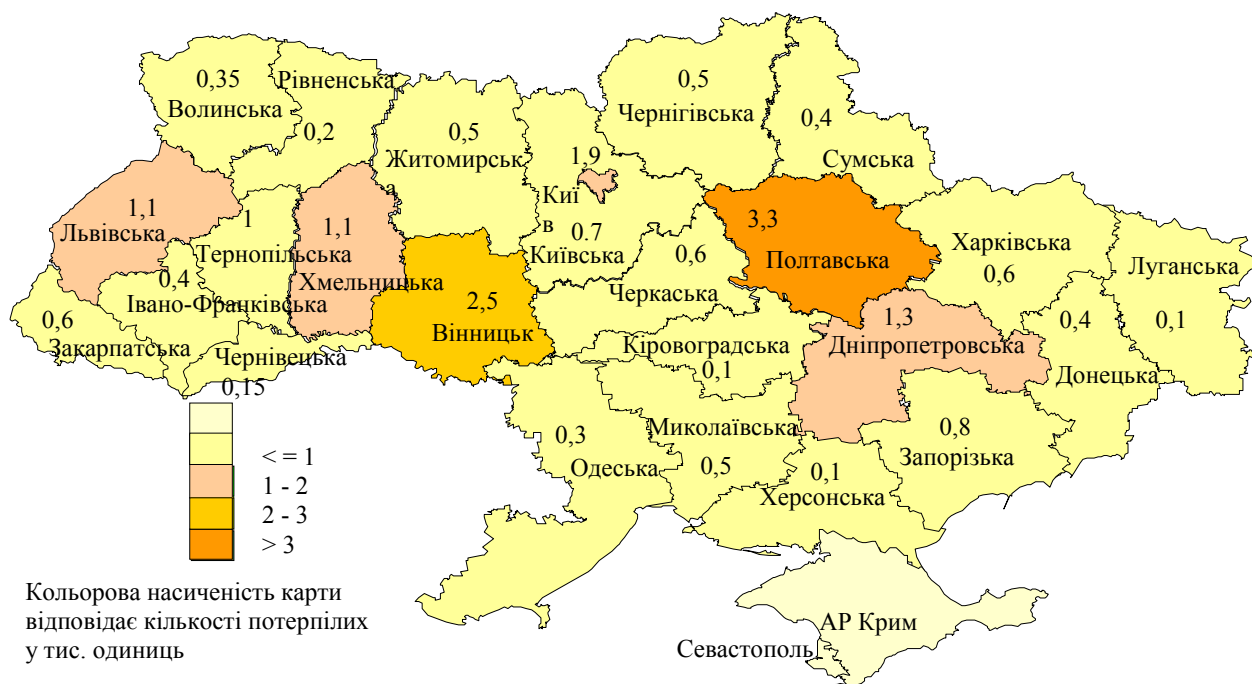 0,35
Волинська
Рівненська
0,2
0,5
Житомирськ
а
1,9
Киї
в
0.7
Київська
0,5
Чернігівська
0,4
Сумська
1,1
Львівська
1
Тернопільська
1,1
Хмельницька
0,4
Івано-Франківська
0,6
Закарпатська
Чернівецька
0,15
2,5
Вінницьк
0,6
Черкаська
3,3
Полтавська
Харківська
0,6
Луганська
0,1
Кіровоградська
0,1
1,3
Дніпропетровська
0,4
Донецька
0,3
Одеська
Миколаївська
0,5
0,1
Херсонська
0,8
Запорізька
АР Крим
Севастополь
< = 1
1 - 2
2 - 3
> 3
Кольорова насиченість карти
відповідає кількості потерпілих
у тис. одиниць